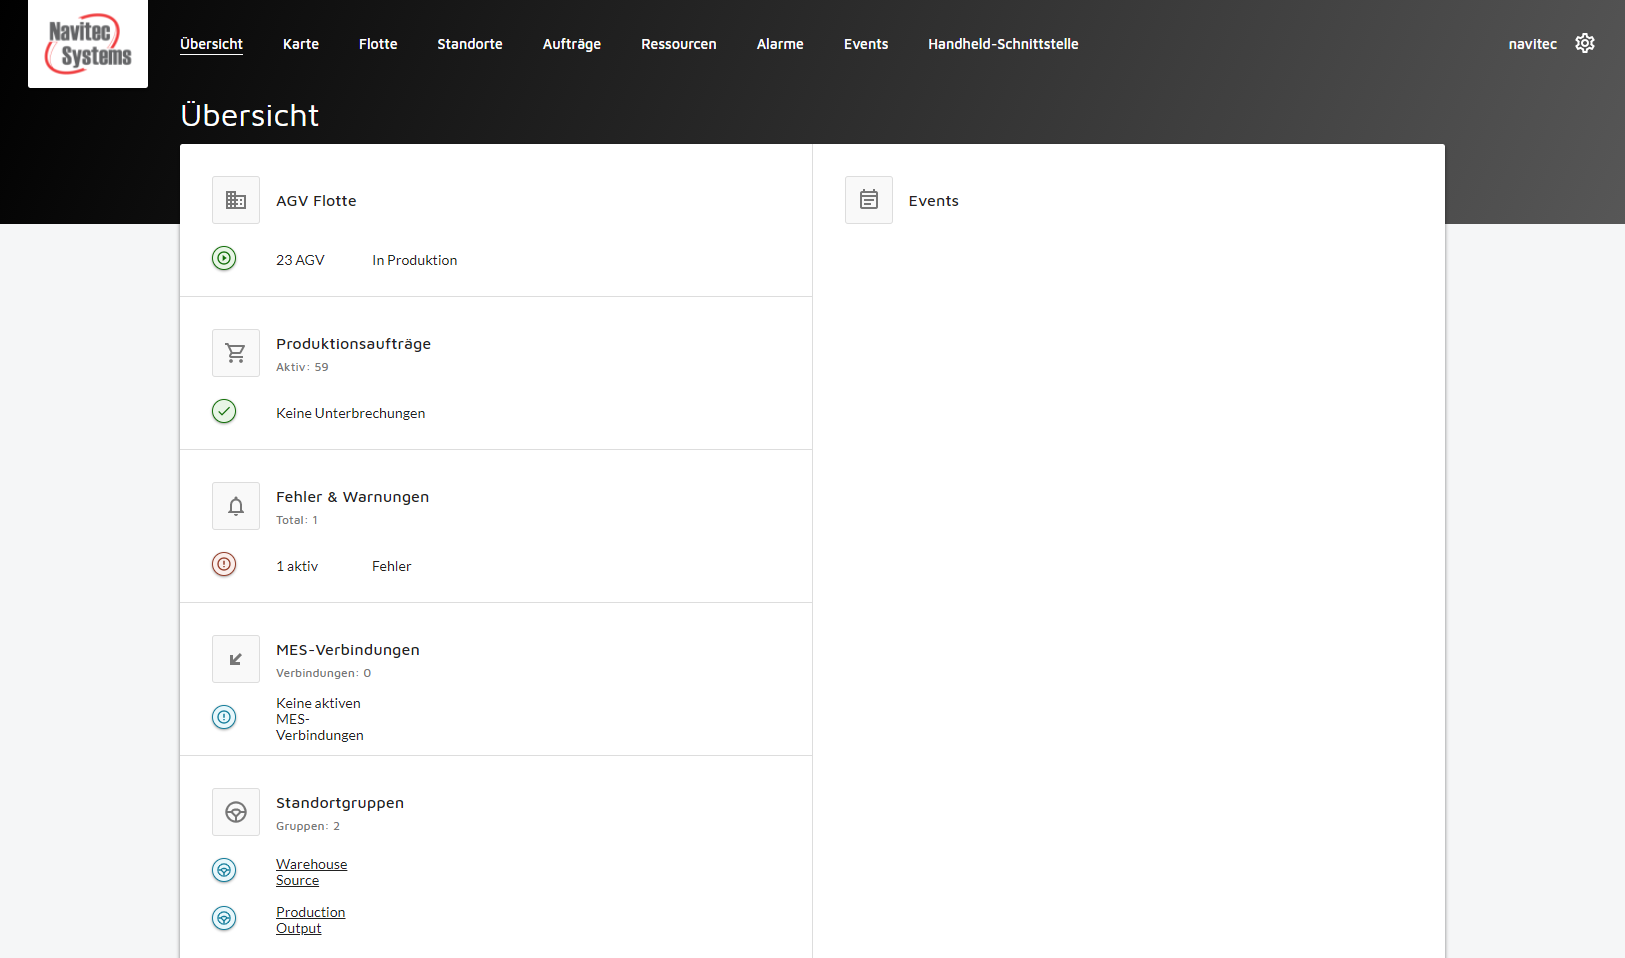 Navitec
Systems
Übersicht
Karte
Flotte
Standorte
Aufträge
Ressourcen
Alarme
Events
Handheld-Schnittstelle
navitec
Übersicht
AGV Flotte
23 AGV
In Produktion
Produktionsaufträge
Aktiv: 59
Keine Unterbrechungen
Fehler & Warnungen
Total: 1
1 aktiv
Fehler
MES-Verbindungen
Verbindungen: 0
Keine aktiven
MES-
Verbindungen
Standortgruppen
Gruppen: 2
Warehouse
Source
Production
Output
Events